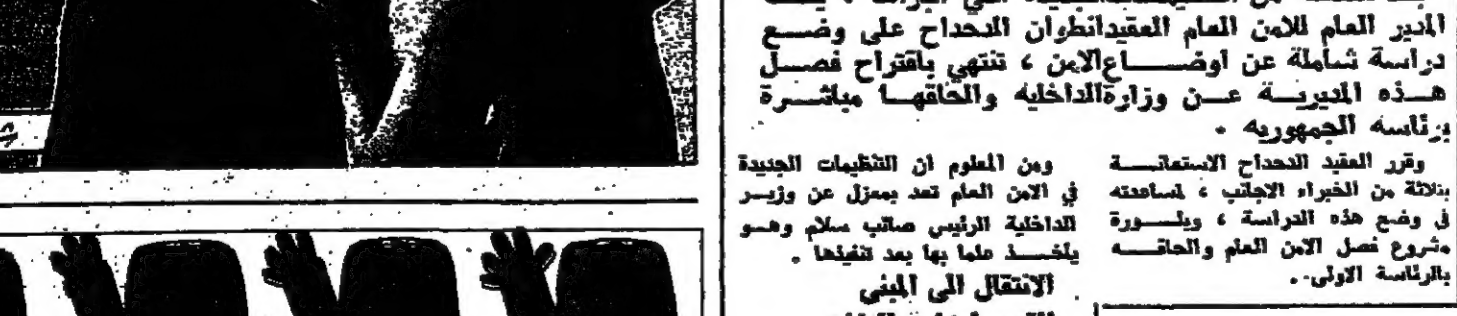 المدير العام للامن العام العقيدانطوان الدحداح على وضـــع
دراسة شاملة عن اوضـــــاعالامن ، تنتهي باقتراح فصـــل
هـــذه المديريـــة عـــن وزارةالداخليه والحاقهـــا مباشـــرة
برئاسه الجمهوريه .
وقرر العقيد الدحداح الاستعانـــة
بثلاثة من الخبراء الاجانب ، لمساعدته
في وضع هذه الدراسة ، وبلـــورة
مشروع فصل الامن العام والحاقـــه
بالرئاسة الاولى .
ومن المعلوم ان التنظيمات الجديدة
في الامن العام تعد بمعزل عن وزيـــر
الداخلية الرئيس صائب سلام وهـــو
ياخـــذ علما بها بعد تنفيذها .
الانتقال الى المبنى